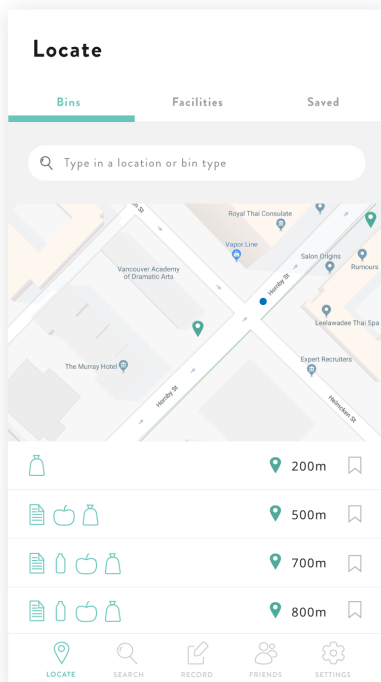 Locate
Bins Facilities Saved
Type in a location or bin type
Royal Thai Consulate
Vapor Line
Salon Origins
Rumours
Vancouver Academy
of Dramatic Arts
Hornby St
Leelawadee Thai Spa
The Murray Hotel
Expert Recruiters
Hornby St
Helmcken St
200m
500m
700m
800m
LOCATE SEARCH RECORD FRIENDS SETTINGS